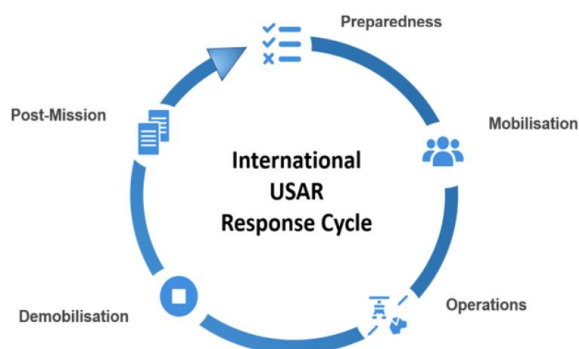 Preparedness
Post-Mission
Mobilisation
International
USAR
Response Cycle
Demobilisation
Operations